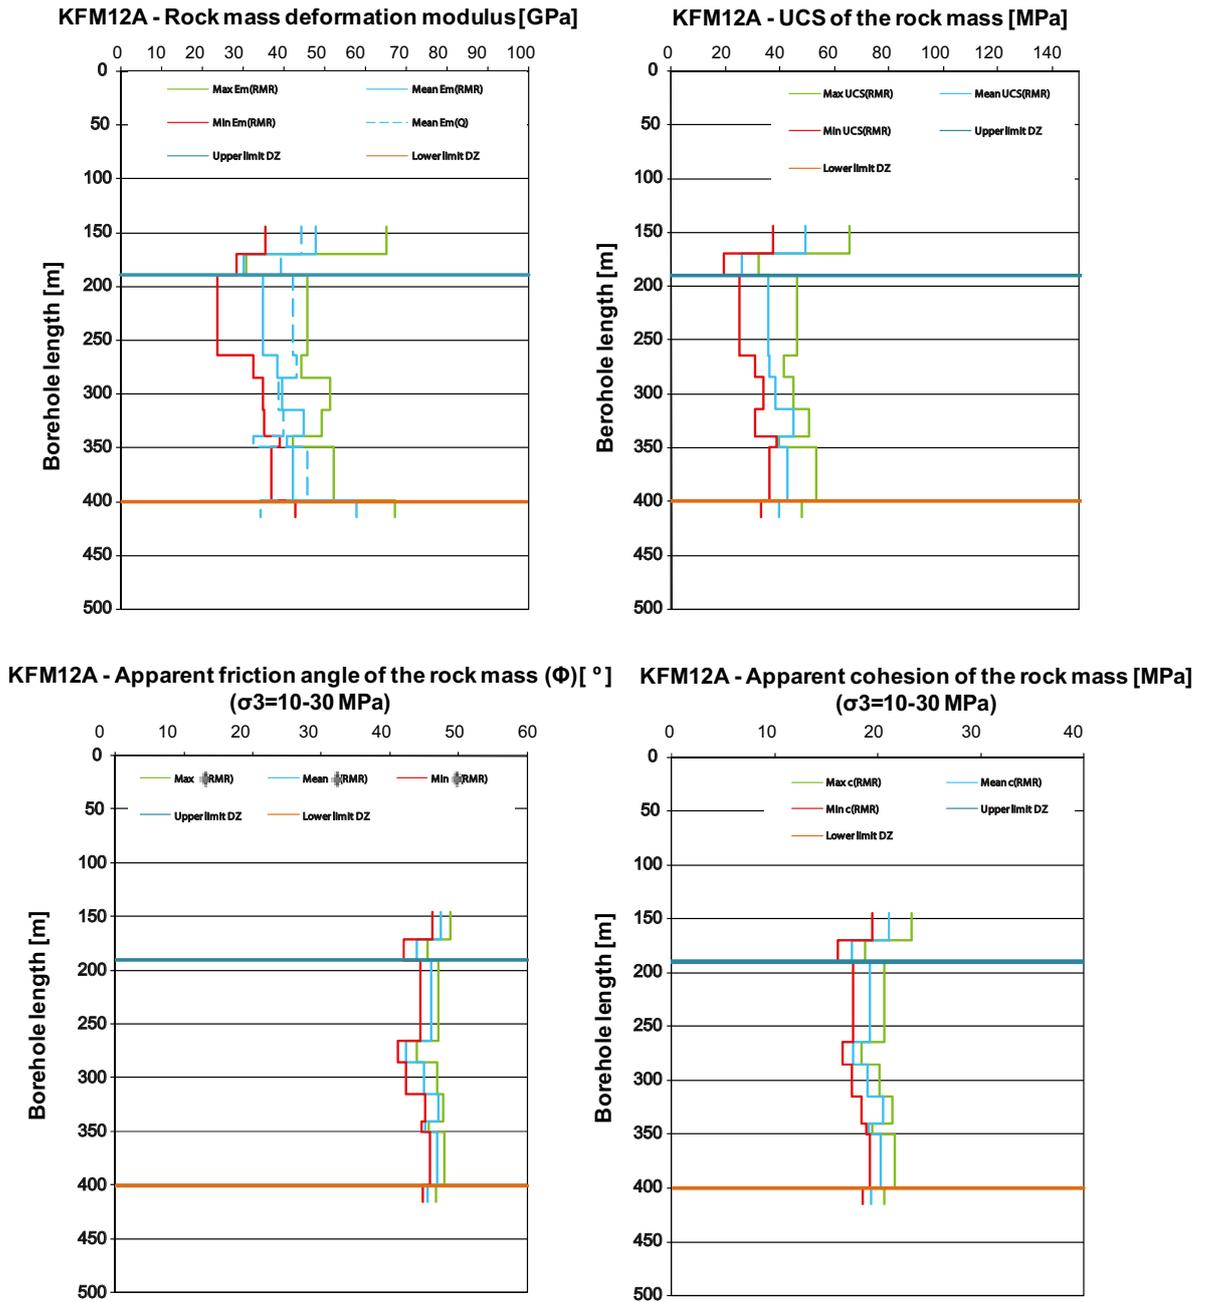 KFM12A - Rock mass deformation modulus [GPa]
0 10 20 30 40 50 60 70 80 90 100
0
50
100
150
200
250
300
350
400
450
500
Borehole length [m]
Max Em(RMR)
Mean Em(RMR)
Min Em(RMR)
Mean Em(Q)
Upper limit DZ
Lower limit DZ
KFM12A - UCS of the rock mass [MPa]
0 20 40 60 80 100 120 140
0
50
100
150
200
250
300
350
400
450
500
Berohole length [m]
Max UCS(RMR)
Mean UCS(RMR)
Min UCS(RMR)
Upper limit DZ
Lower limit DZ
KFM12A - Apparent friction angle of the rock mass (Φ)[ º ]
(σ3=10-30 MPa)
0 10 20 30 40 50 60
0
50
100
150
200
250
300
350
400
450
500
Borehole length [m]
Max (RMR)
Mean (RMR)
Min (RMR)
Upper limit DZ
Lower limit DZ
KFM12A - Apparent cohesion of the rock mass [MPa]
(σ3=10-30 MPa)
0 10 20 30 40
0
50
100
150
200
250
300
350
400
450
500
Borehole length [m]
Max c(RMR)
Mean c(RMR)
Min c(RMR)
Upper limit DZ
Lower limit DZ